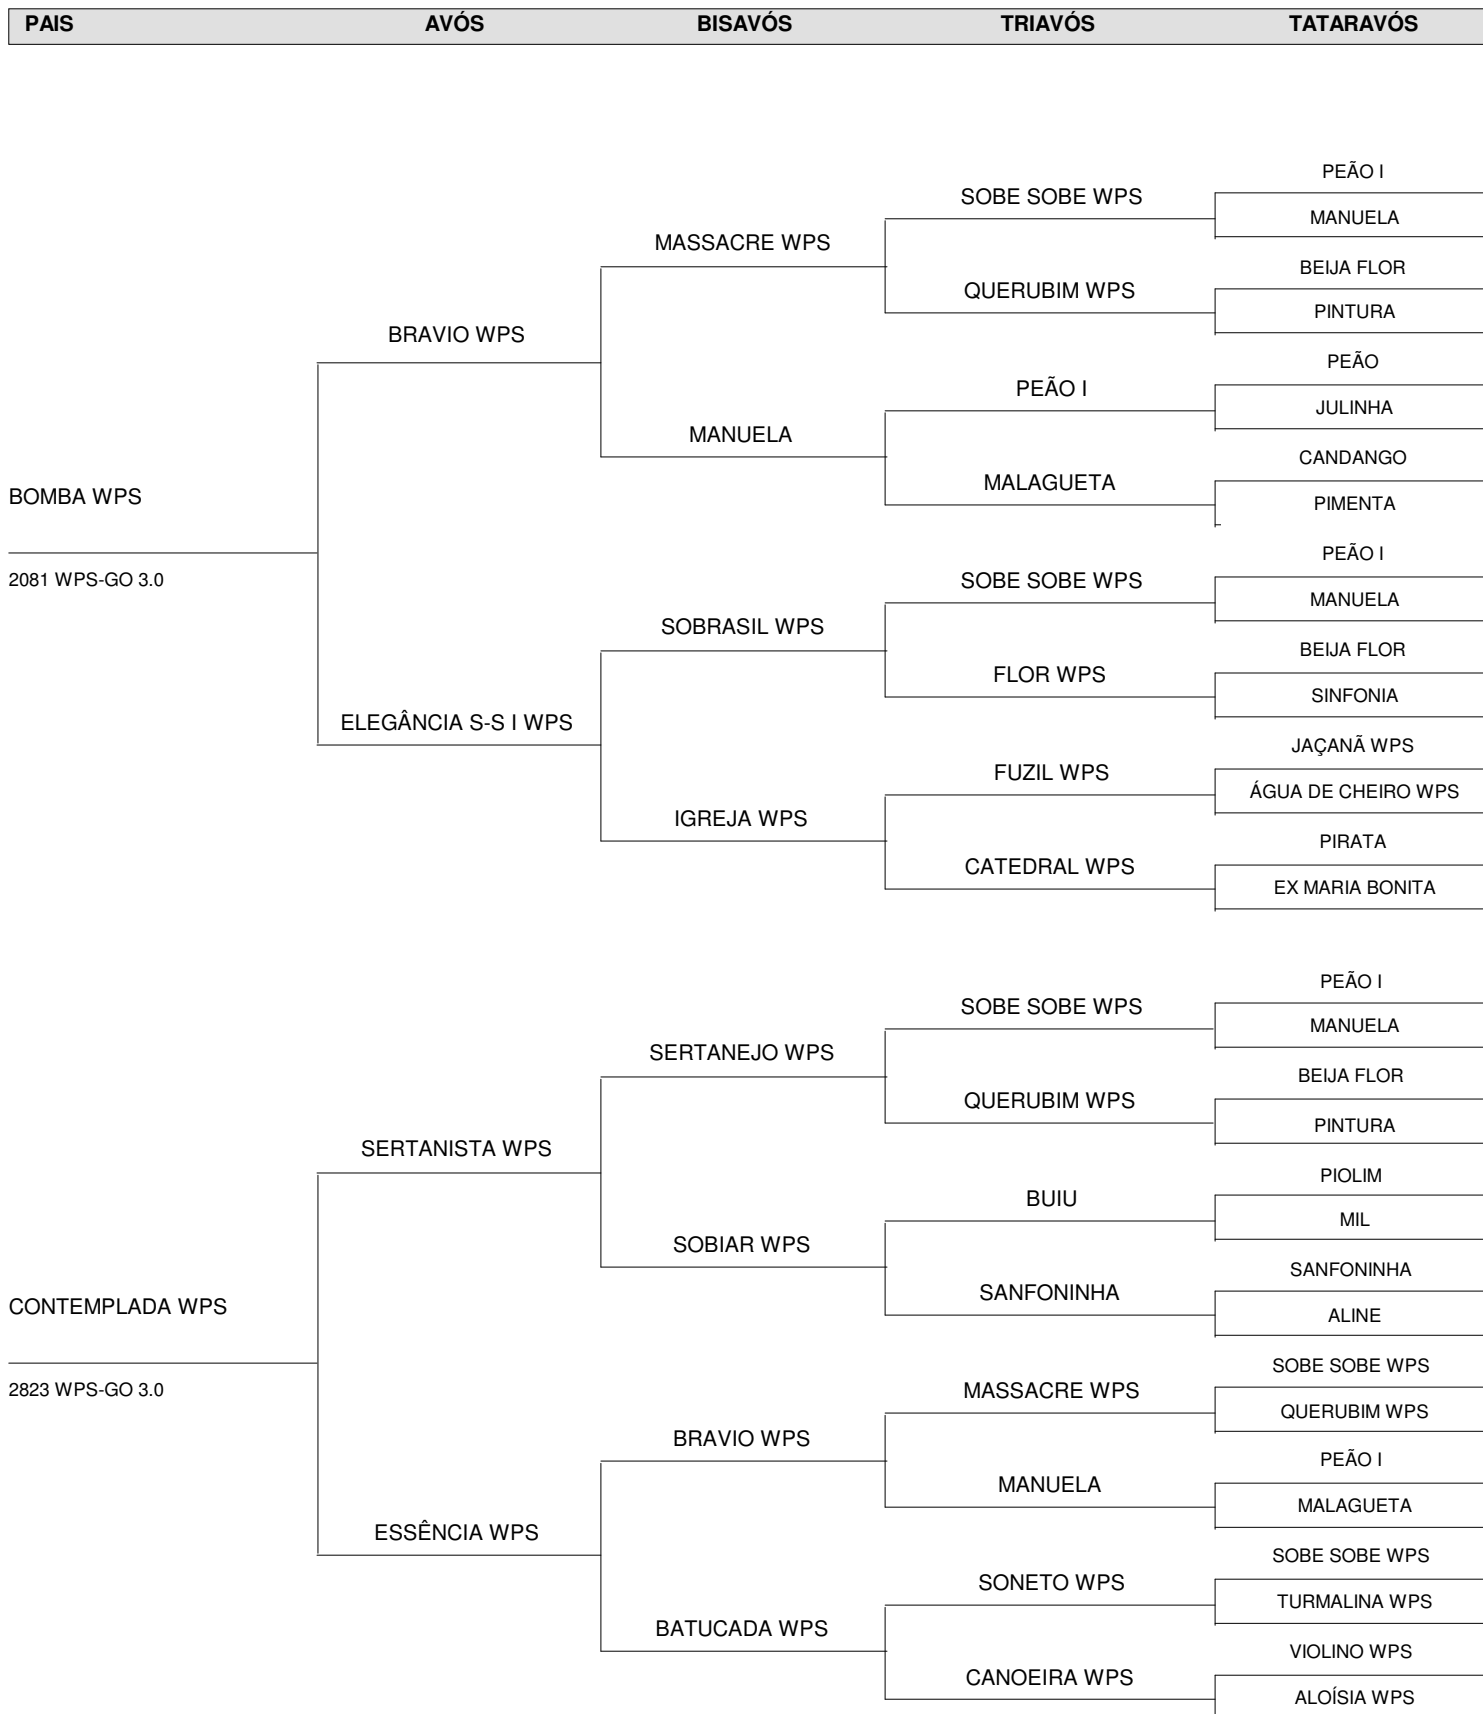 PAIS AVÓS BISAVÓS TRIAVÓS TATARAVÓS
PEÃO I
SOBE SOBE WPS
MANUELA
MASSACRE WPS
BEIJA FLOR
QUERUBIM WPS
PINTURA
BRAVIO WPS
PEÃO
PEÃO I
JULINHA
MANUELA
CANDANGO
MALAGUETA
BOMBA WPS
PIMENTA
PEÃO I
2081 WPS-GO 3.0
SOBE SOBE WPS
MANUELA
SOBRASIL WPS
BEIJA FLOR
FLOR WPS
SINFONIA
ELEGÂNCIA S-S I WPS
JAÇANÃ WPS
FUZIL WPS
ÁGUA DE CHEIRO WPS
IGREJA WPS
PIRATA
CATEDRAL WPS
EX MARIA BONITA
PEÃO I
SOBE SOBE WPS
MANUELA
SERTANEJO WPS
BEIJA FLOR
QUERUBIM WPS
PINTURA
SERTANISTA WPS
PIOLIM
BUIU
MIL
SOBIAR WPS
SANFONINHA
SANFONINHA
CONTEMPLADA WPS
ALINE
SOBE SOBE WPS
2823 WPS-GO 3.0
MASSACRE WPS
QUERUBIM WPS
BRAVIO WPS
PEÃO I
MANUELA
MALAGUETA
ESSÊNCIA WPS
SOBE SOBE WPS
SONETO WPS
TURMALINA WPS
BATUCADA WPS
VIOLINO WPS
CANOEIRA WPS
ALOÍSIA WPS